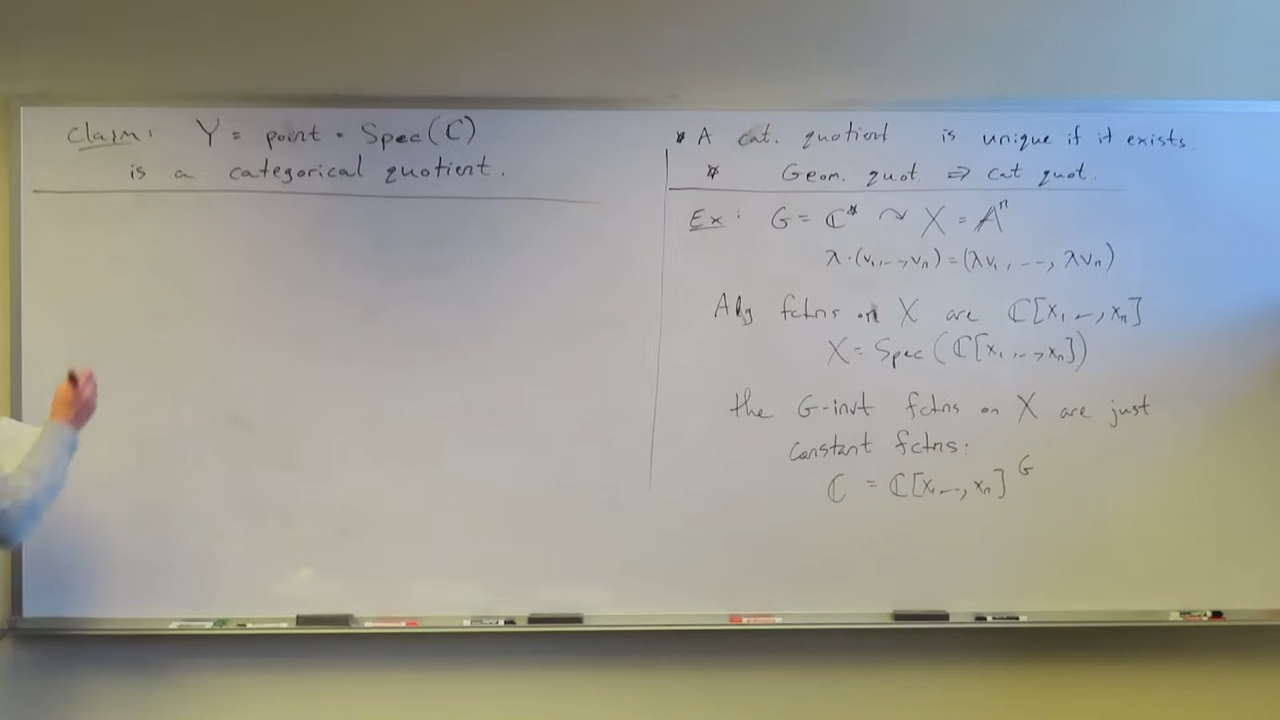 Claim: Y = point = Spec(ℂ)
is a categorical quotient.
* A cat. quotient is unique if it exists.
* Geom. quot. ⇒ cat quot.
Ex: G = ℂ* ↷ X = 𝔸ⁿ
λ·(v₁,--,vₙ) = (λv₁, ---, λvₙ)
Alg fctns on X are ℂ[x₁,--,xₙ]
X = Spec(ℂ[x₁,--,xₙ])
the G-invt fctns on X are just
constant fctns:
ℂ = ℂ[x₁,--,xₙ]ᴳ